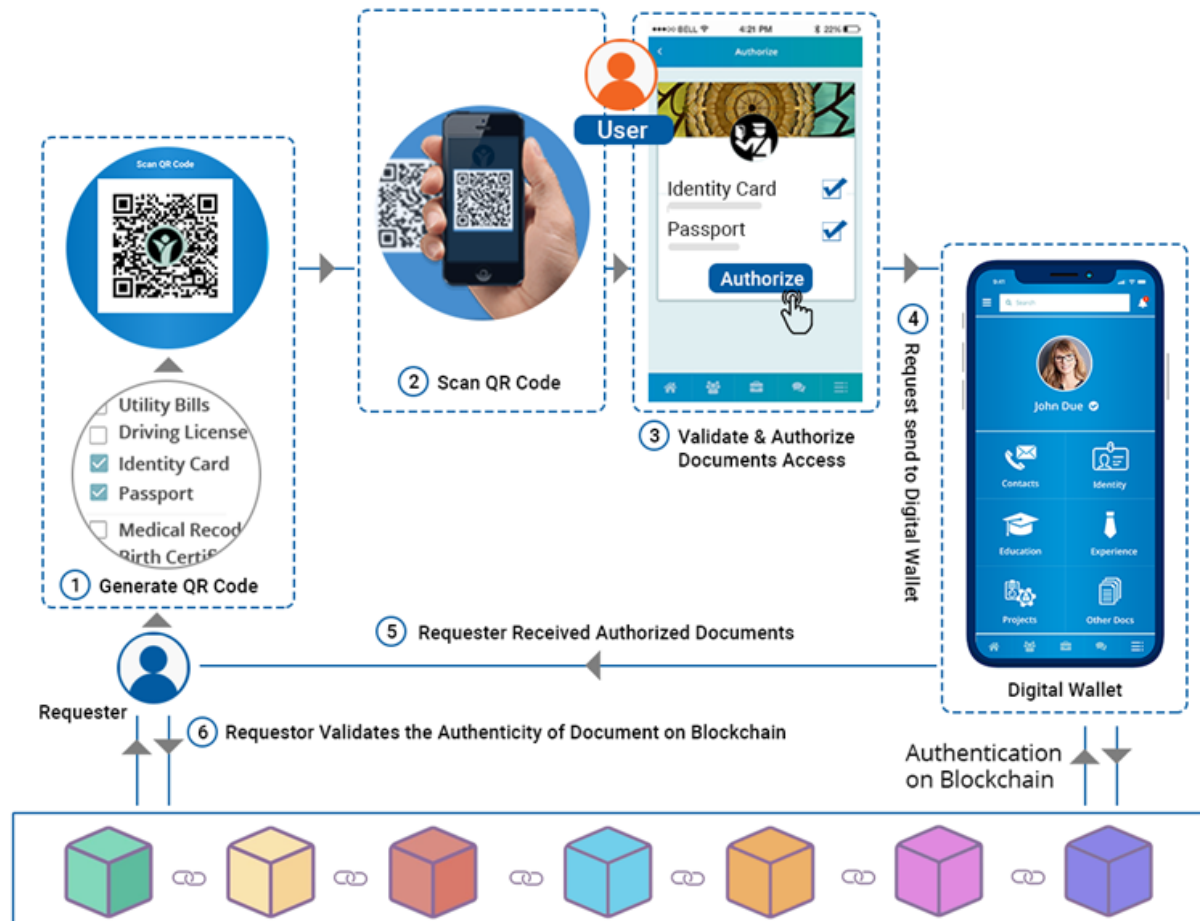 Scan QR Code
Utility Bills
Driving License
Identity Card
Passport
Medical Recod
Birth Certif
1 Generate QR Code
Requester
2 Scan QR Code
User
BELL 4:21 PM 22%
Authorize
Identity Card
Passport
Authorize
3 Validate & Authorize
Documents Access
4 Request send to Digital Wallet
9:41
Search
John Due
Contacts
Identity
Education
Experience
Projects
Other Docs
Digital Wallet
5 Requester Received Authorized Documents
6 Requestor Validates the Authenticity of Document on Blockchain
Authentication
on Blockchain